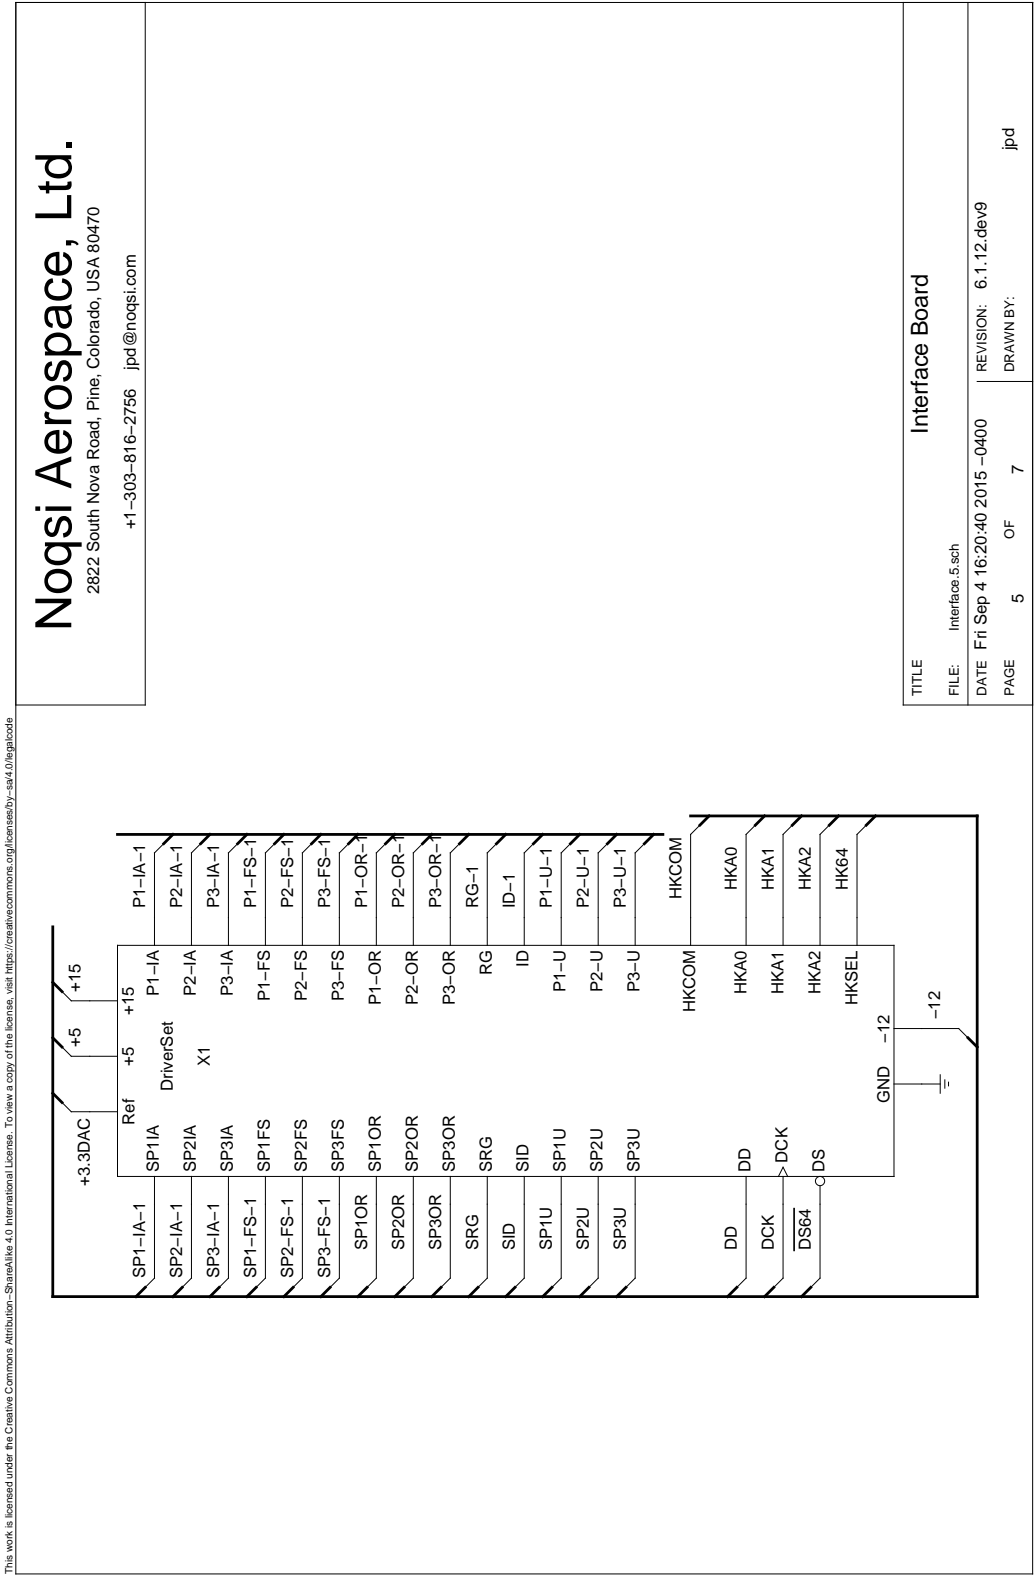 This work is licensed under the Creative Commons Attribution−ShareAlike 4.0 International License. To view a copy of the license, visit https://creativecommons.org/licenses/by−sa/4.0/legalcode
Noqsi Aerospace, Ltd.
2822 South Nova Road, Pine, Colorado, USA 80470
+1−303−816−2756 jpd@noqsi.com
+3.3DAC
+5
+15
Ref
+5
+15
DriverSet
X1
SP1−IA−1
SP1IA
P1−IA
P1−IA−1
SP2−IA−1
SP2IA
P2−IA
P2−IA−1
SP3−IA−1
SP3IA
P3−IA
P3−IA−1
SP1−FS−1
SP1FS
P1−FS
P1−FS−1
SP2−FS−1
SP2FS
P2−FS
P2−FS−1
SP3−FS−1
SP3FS
P3−FS
P3−FS−1
SP1OR
SP1OR
P1−OR
P1−OR−1
SP2OR
SP2OR
P2−OR
P2−OR−1
SP3OR
SP3OR
P3−OR
P3−OR−1
SRG
SRG
RG
RG−1
SID
SID
ID
ID−1
SP1U
SP1U
P1−U
P1−U−1
SP2U
SP2U
P2−U
P2−U−1
SP3U
SP3U
P3−U
P3−U−1
HKCOM
HKCOM
DD
DD
HKA0
HKA0
DCK
DCK
HKA1
HKA1
DS64
DS
HKA2
HKA2
HKSEL
HK64
GND
−12
−12
TITLE
Interface Board
FILE: Interface.5.sch
DATE Fri Sep 4 16:20:40 2015 −0400
REVISION: 6.1.12.dev9
PAGE 5 OF 7
DRAWN BY: jpd